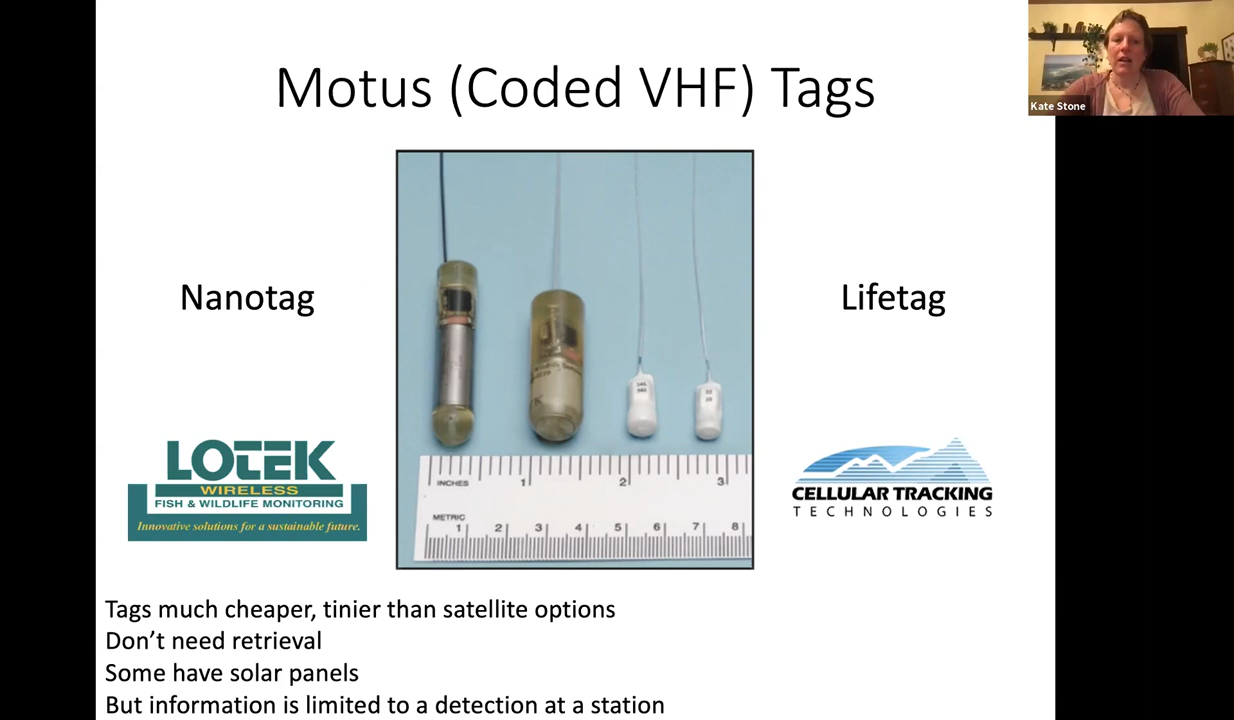 Motus (Coded VHF) Tags
Kate Stone
Nanotag
Lifetag
LOTEK
WIRELESS
FISH & WILDLIFE MONITORING
Innovative solutions for a sustainable future.
CELLULAR TRACKING
TECHNOLOGIES
INCHES 1 2 3
METRIC
1 2 3 4 5 6 7 8
Tags much cheaper, tinier than satellite options
Don't need retrieval
Some have solar panels
But information is limited to a detection at a station